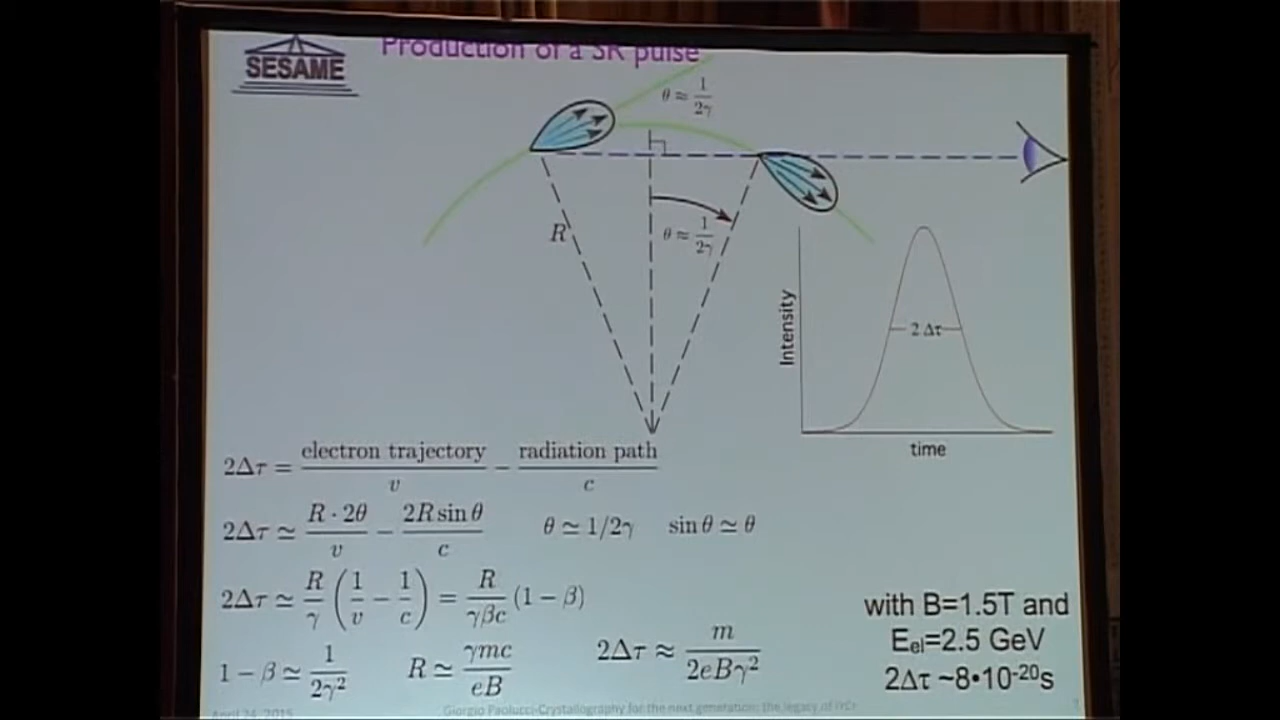 SESAME
Production of a SR pulse
θ ≈ 1/2γ
R
θ ≈ 1/2γ
Intensity
2 Δτ
time
2Δτ = electron trajectory/v − radiation path/c
2Δτ ≃ R · 2θ/v − 2R sin θ/c θ ≃ 1/2γ sin θ ≃ θ
2Δτ ≃ R/γ (1/v − 1/c) = R/γβc (1 − β)
1 − β ≃ 1/2γ² R ≃ γmc/eB 2Δτ ≈ m/2eBγ²
with B=1.5T and
Eel=2.5 GeV
2Δτ ~8•10-20s
April 24, 2015
Giorgio Paolucci-Crystallography for the next generation: the legacy of IYCr